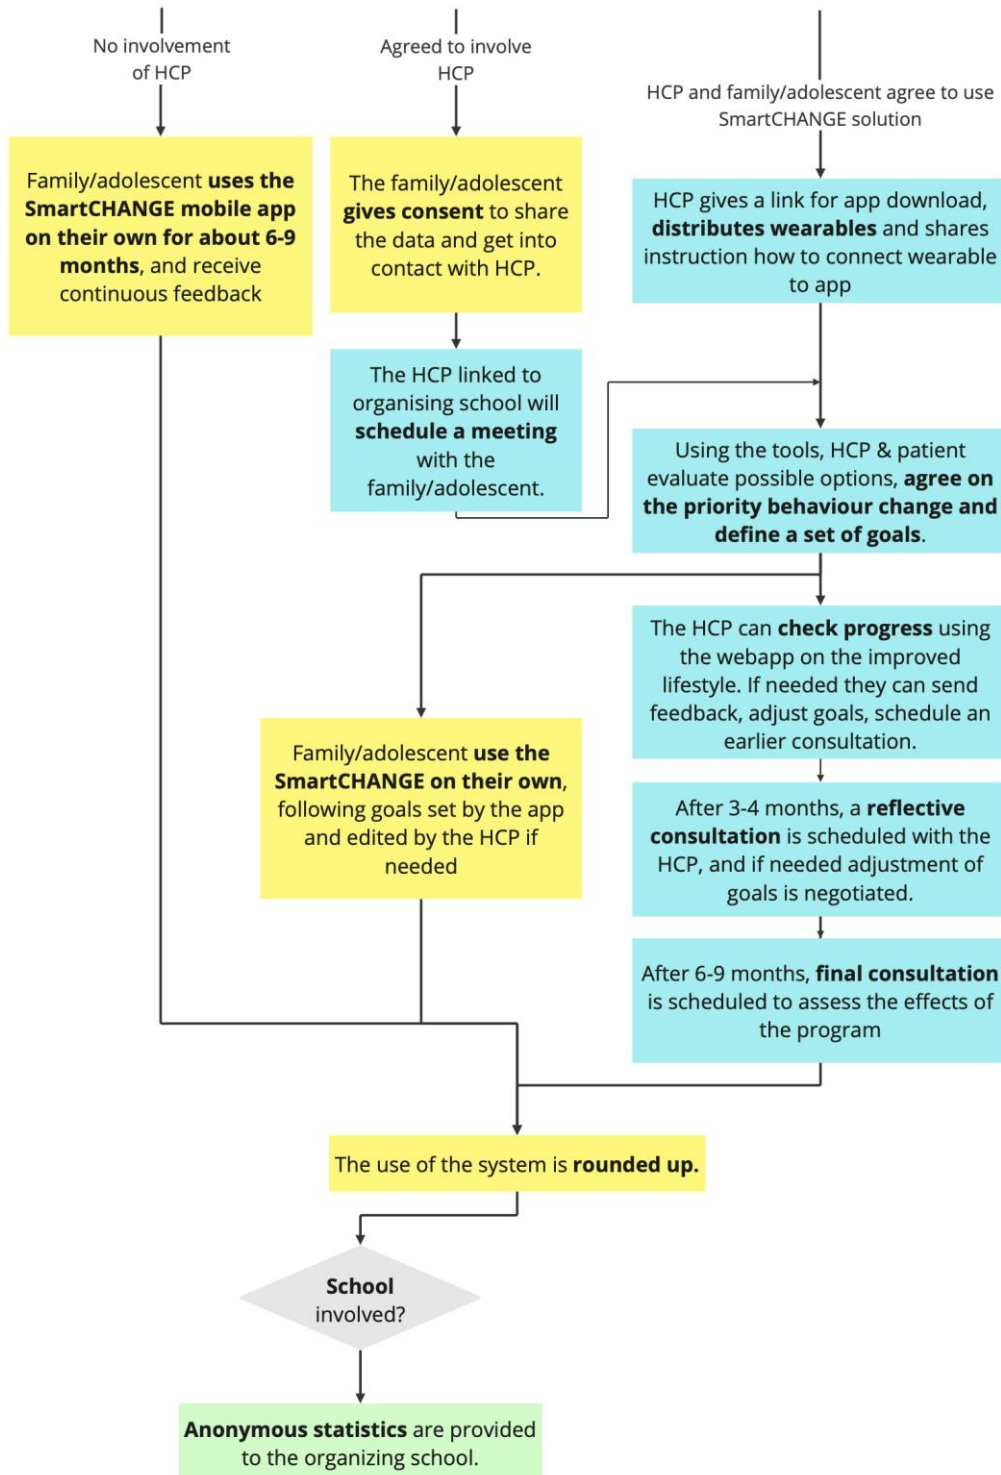 No involvement
of HCP
Agreed to involve
HCP
HCP and family/adolescent agree to use
SmartCHANGE solution
Family/adolescent uses the
SmartCHANGE mobile app
on their own for about 6-9
months, and receive
continuous feedback
The family/adolescent
gives consent to share
the data and get into
contact with HCP.
HCP gives a link for app download,
distributes wearables and shares
instruction how to connect wearable
to app
The HCP linked to
organising school will
schedule a meeting
with the
family/adolescent.
Using the tools, HCP & patient
evaluate possible options, agree on
the priority behaviour change and
define a set of goals.
The HCP can check progress using
the webapp on the improved
lifestyle. If needed they can send
feedback, adjust goals, schedule an
earlier consultation.
Family/adolescent use the
SmartCHANGE on their own,
following goals set by the app
and edited by the HCP if
needed
After 3-4 months, a reflective
consultation is scheduled with the
HCP, and if needed adjustment of
goals is negotiated.
After 6-9 months, final consultation
is scheduled to assess the effects of
the program
The use of the system is rounded up.
School
involved?
Anonymous statistics are provided
to the organizing school.